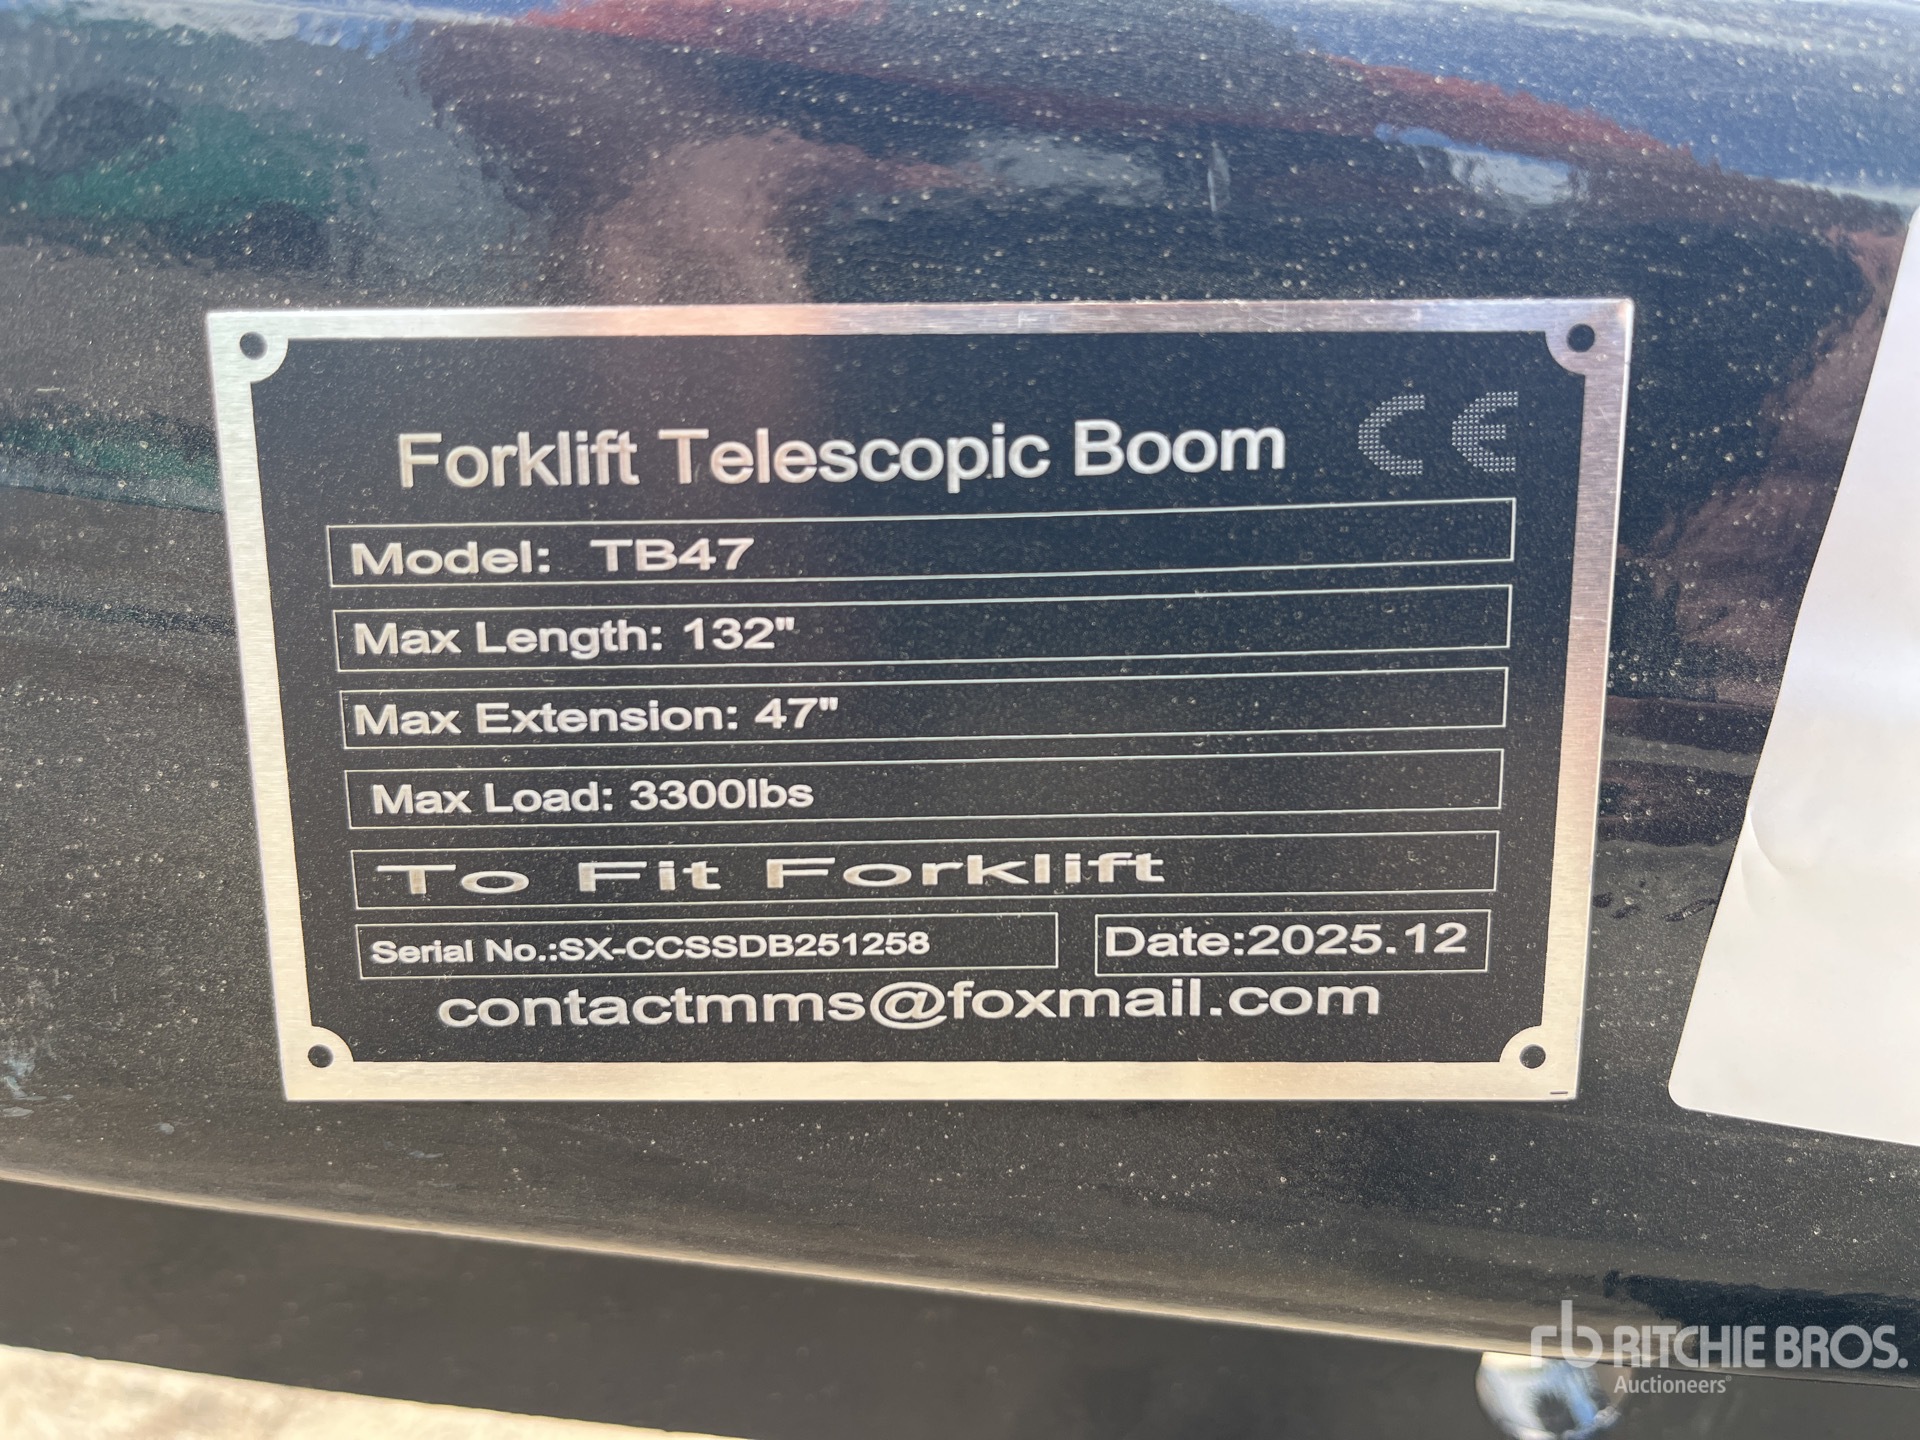 Forklift Telescopic Boom CE
Model: TB47
Max Length: 132"
Max Extension: 47"
Max Load: 3300lbs
To Fit Forklift
Serial No.:SX-CCSSDB251258 Date:2025.12
contactmms@foxmail.com
rb RITCHIE BROS.
Auctioneers